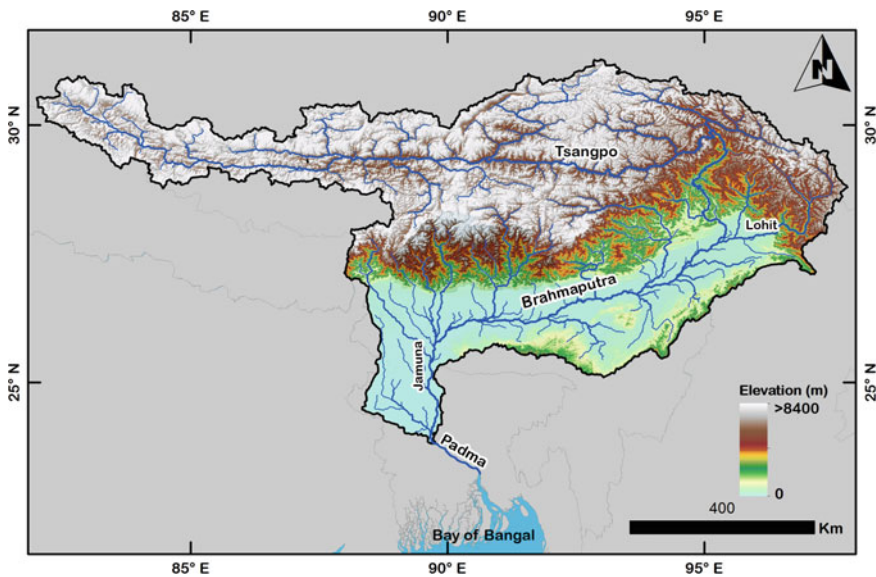 85° E 90° E 95° E
N
30° N
30° N
Tsangpo
Lohit
Brahmaputra
Jamuna
25° N
25° N
Elevation (m)
>8400
0
Padma
400
Km
Bay of Bangal
85° E 90° E 95° E